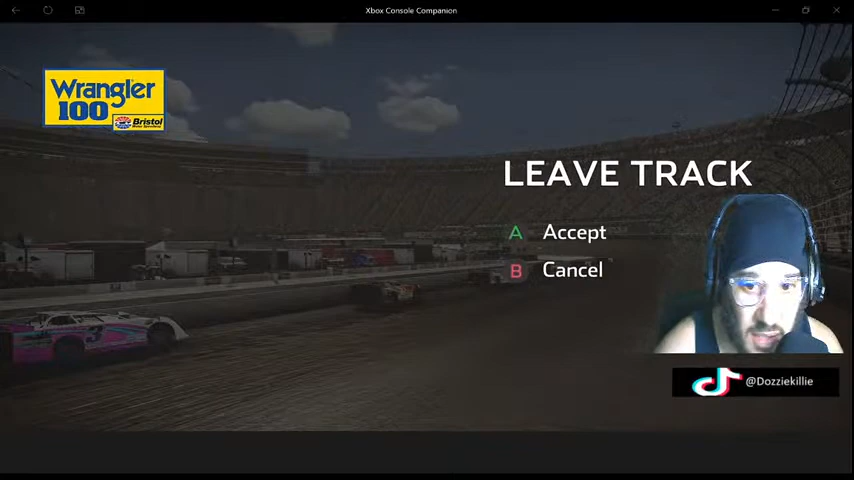 Xbox Console Companion
Wrangler
100
Bristol
LEAVE TRACK
A Accept
B Cancel
@Dozziekillie